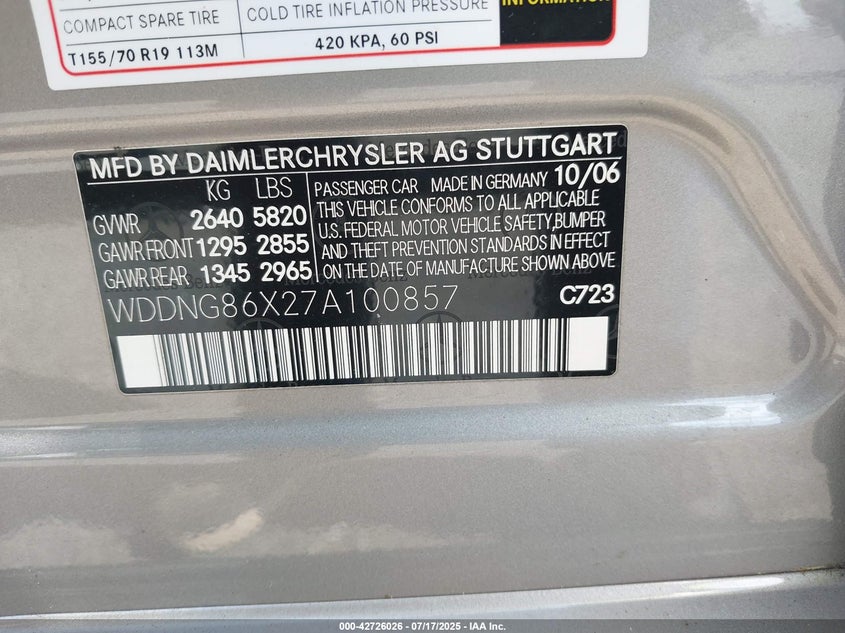 COMPACT SPARE TIRE
COLD TIRE INFLATION PRESSURE
INFORMATION
T155/70 R19 113M
420 KPA, 60 PSI
MFD BY DAIMLERCHRYSLER AG STUTTGART
KG LBS
GVWR 2640 5820
GAWR FRONT 1295 2855
GAWR REAR 1345 2965
PASSENGER CAR MADE IN GERMANY 10/06
THIS VEHICLE CONFORMS TO ALL APPLICABLE
U.S. FEDERAL MOTOR VEHICLE SAFETY, BUMPER
AND THEFT PREVENTION STANDARDS IN EFFECT
ON THE DATE OF MANUFACTURE SHOWN ABOVE
WDDNG86X27A100857
C723
000-42726026 - 07/17/2025 - IAA Inc.